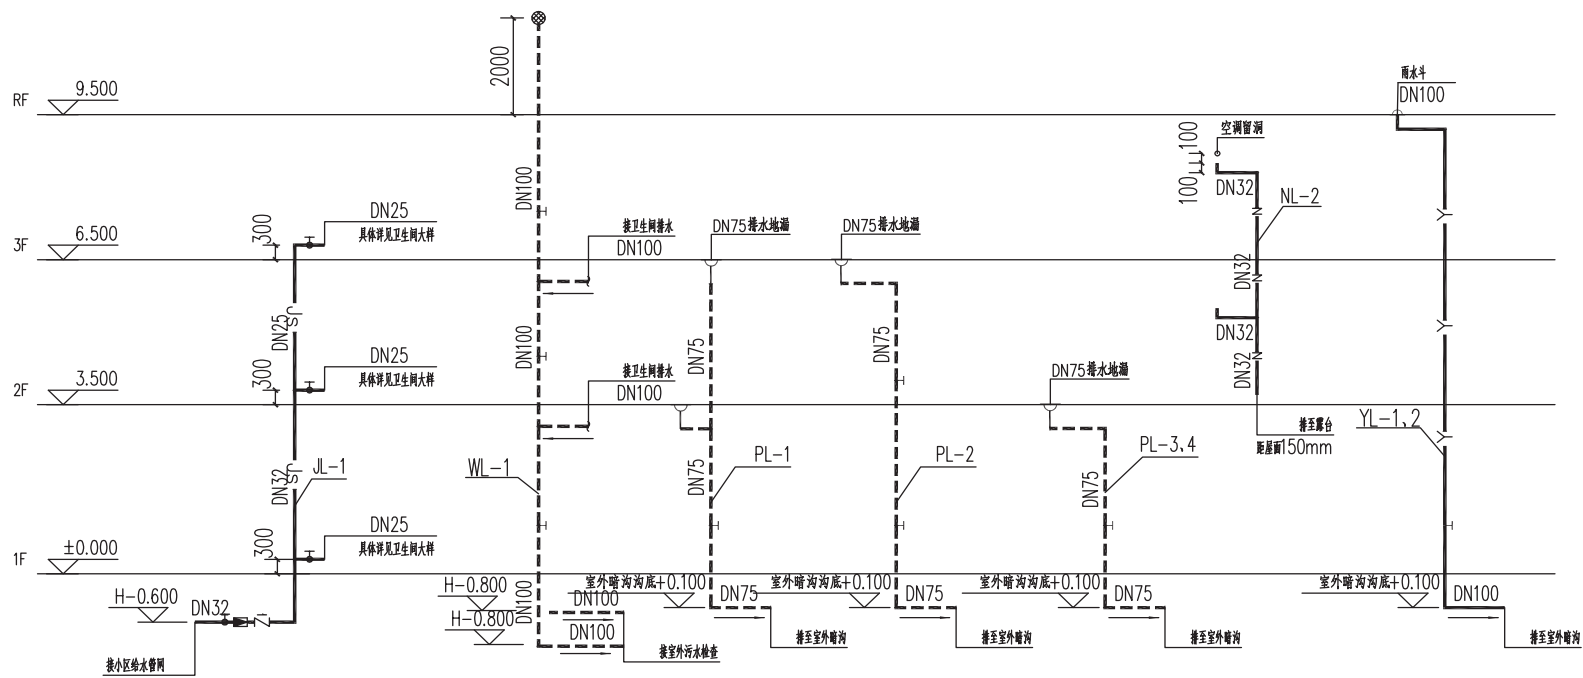 雨水斗
DN100
2000
RF
9.500
空调留洞
100
100
DN32
NL-2
DN100
DN25
具体详见卫生间大样
300
3F
6.500
接卫生间排水
DN100
DN75排水地漏
DN75排水地漏
DN32
JS
DN25
DN100
DN75
DN75
DN32
DN32
DN25
具体详见卫生间大样
300
2F
3.500
接卫生间排水
DN100
DN75排水地漏
排至露台
距屋面150mm
YL-1、2
JS
DN32
JL-1
WL-1
DN75
PL-1
PL-2
DN75
PL-3、4
DN25
具体详见卫生间大样
300
1F
±0.000
H-0.600
DN32
接小区给水管网
H-0.800
H-0.800
DN100
DN100
DN100
接室外污水检查
室外暗沟沟底+0.100
DN75
排至室外暗沟
室外暗沟沟底+0.100
DN75
排至室外暗沟
室外暗沟沟底+0.100
DN75
排至室外暗沟
室外暗沟沟底+0.100
DN100
排至室外暗沟